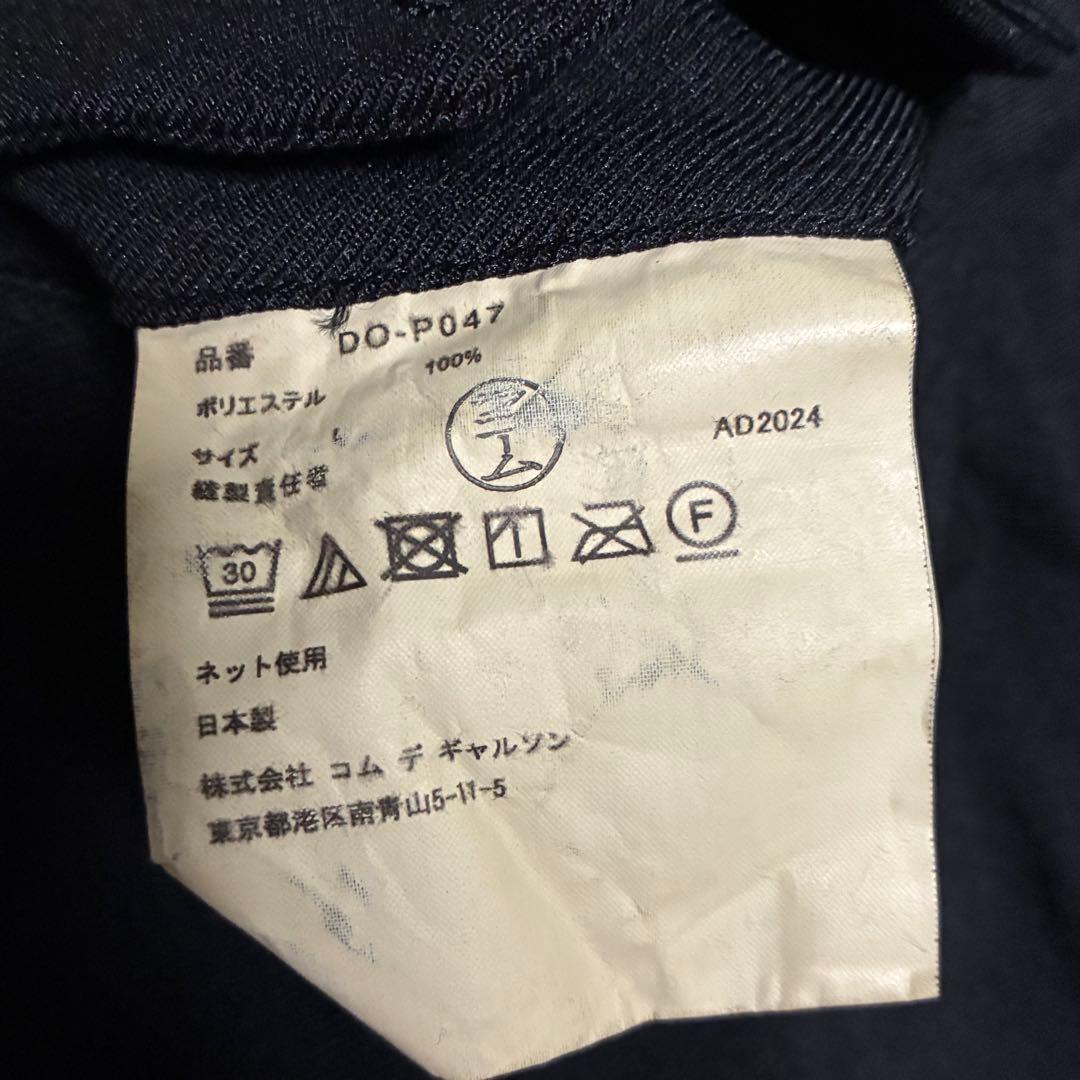 品番 DO-P047
ポリエステル 100%
サイズ
縫製責任者
AD2024
30
F
ネット使用
日本製
株式会社 コム デ ギャルソン
東京都港区南青山5-11-5